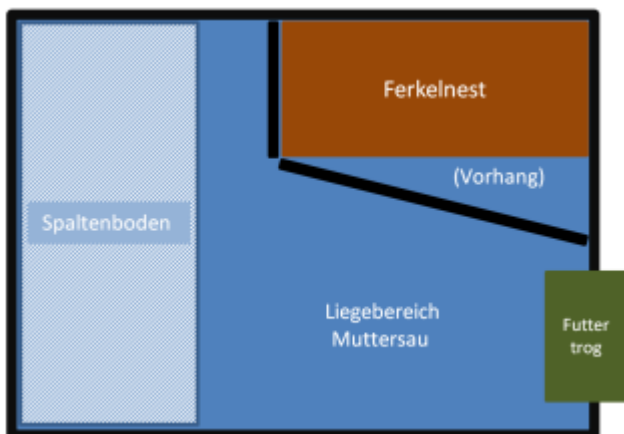 Ferkelnest
(Vorhang)
Spaltenboden
Liegebereich
Muttersau
Futter
trog